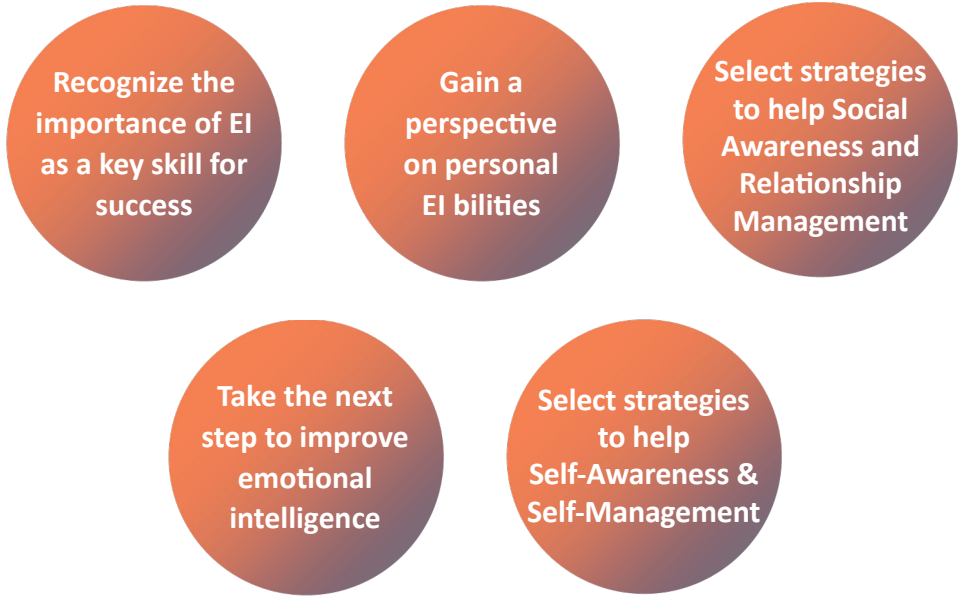 Recognize the
importance of EI
as a key skill for
success
Gain a
perspective
on personal
EI bilities
Select strategies
to help Social
Awareness and
Relationship
Management
Take the next
step to improve
emotional
intelligence
Select strategies
to help
Self-Awareness &
Self-Management